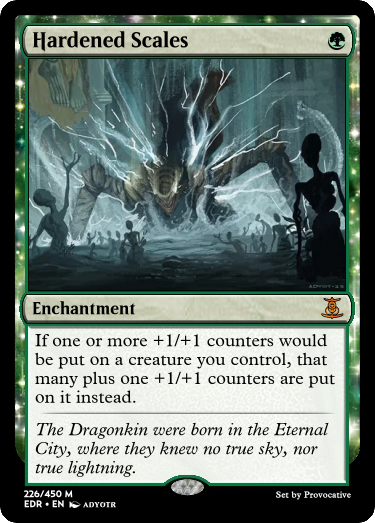 Hardened Scales
Enchantment
If one or more +1/+1 counters would
be put on a creature you control, that
many plus one +1/+1 counters are put
on it instead.
The Dragonkin were born in the Eternal
City, where they knew no true sky, nor
true lightning.
226/450 M
EDR • EN ADYOTR
Set by Provocative